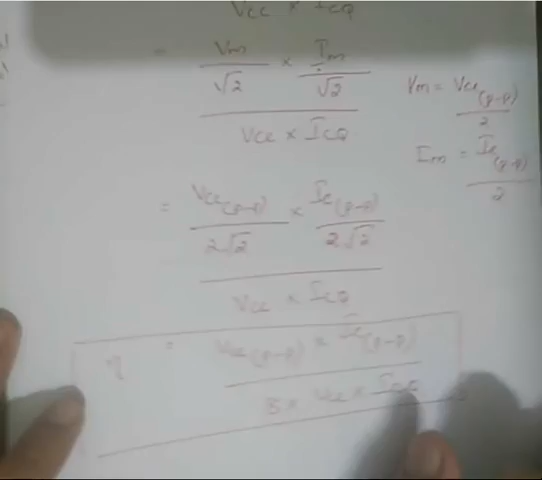 VCC × ICQ
= Vm/√2 × Im/√2
VCC × ICQ
Vm = Vce(p-p)/2
Im = Ic(p-p)/2
= Vce(p-p)/2√2 × Ic(p-p)/2√2
VCC × ICQ
η = Vce(p-p) × Ic(p-p)
8 × VCC ×